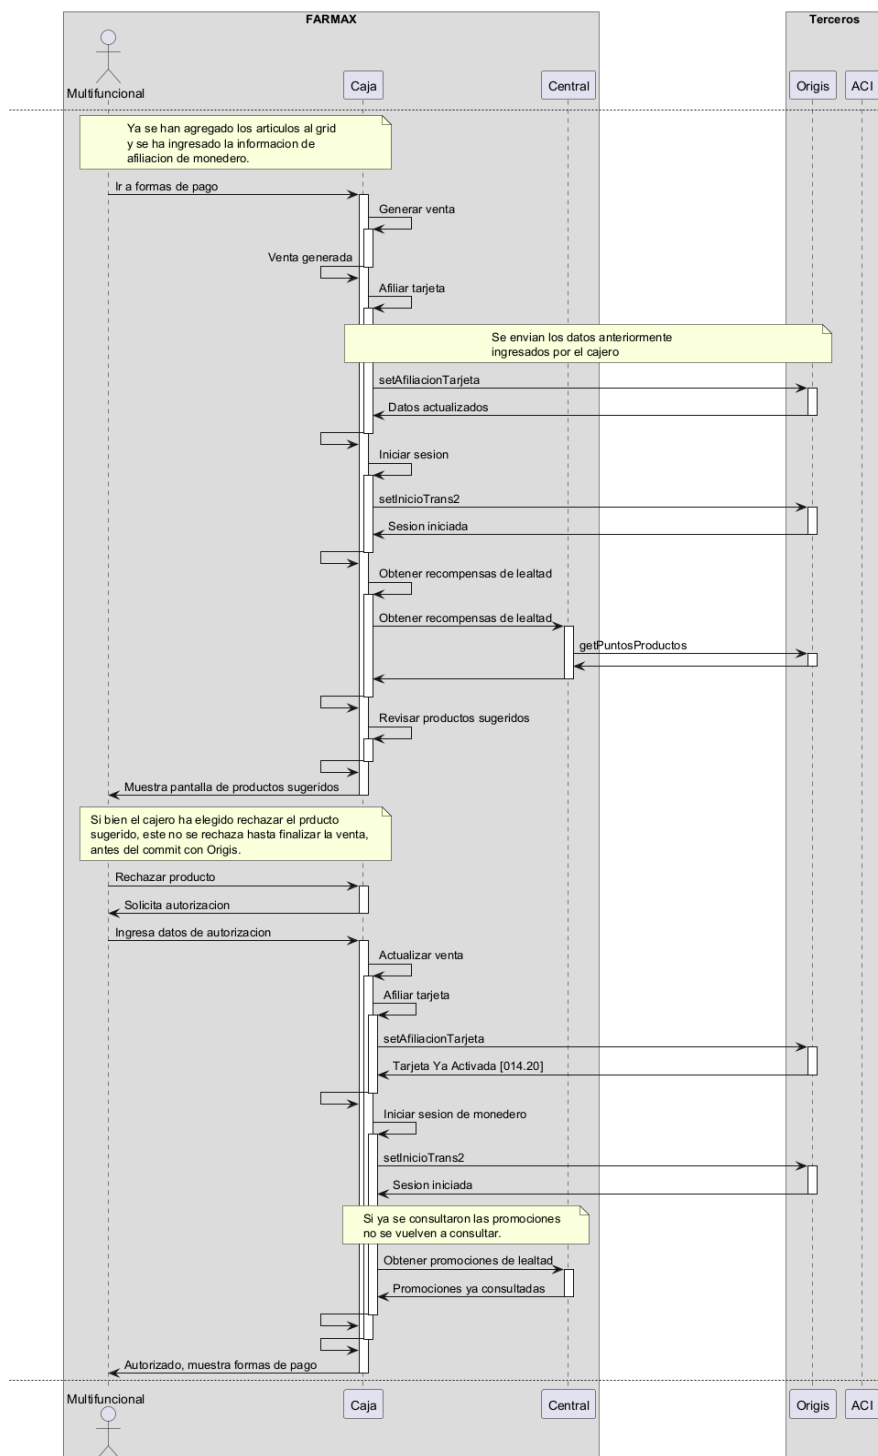 FARMAX
Terceros
Multifuncional
Caja
Central
Origis
ACI
Ya se han agregado los articulos al grid
y se ha ingresado la informacion de
afiliacion de monedero.
Ir a formas de pago
Generar venta
Venta generada
Afiliar tarjeta
Se envian los datos anteriormente
ingresados por el cajero
setAfiliacionTarjeta
Datos actualizados
Iniciar sesion
setInicioTrans2
Sesion iniciada
Obtener recompensas de lealtad
Obtener recompensas de lealtad
getPuntosProductos
Revisar productos sugeridos
Muestra pantalla de productos sugeridos
Si bien el cajero ha elegido rechazar el prducto
sugerido, este no se rechaza hasta finalizar la venta,
antes del commit con Origis.
Rechazar producto
Solicita autorizacion
Ingresa datos de autorizacion
Actualizar venta
Afiliar tarjeta
setAfiliacionTarjeta
Tarjeta Ya Activada [014.20]
Iniciar sesion de monedero
setInicioTrans2
Sesion iniciada
Si ya se consultaron las promociones
no se vuelven a consultar.
Obtener promociones de lealtad
Promociones ya consultadas
Autorizado, muestra formas de pago
Multifuncional
Caja
Central
Origis
ACI